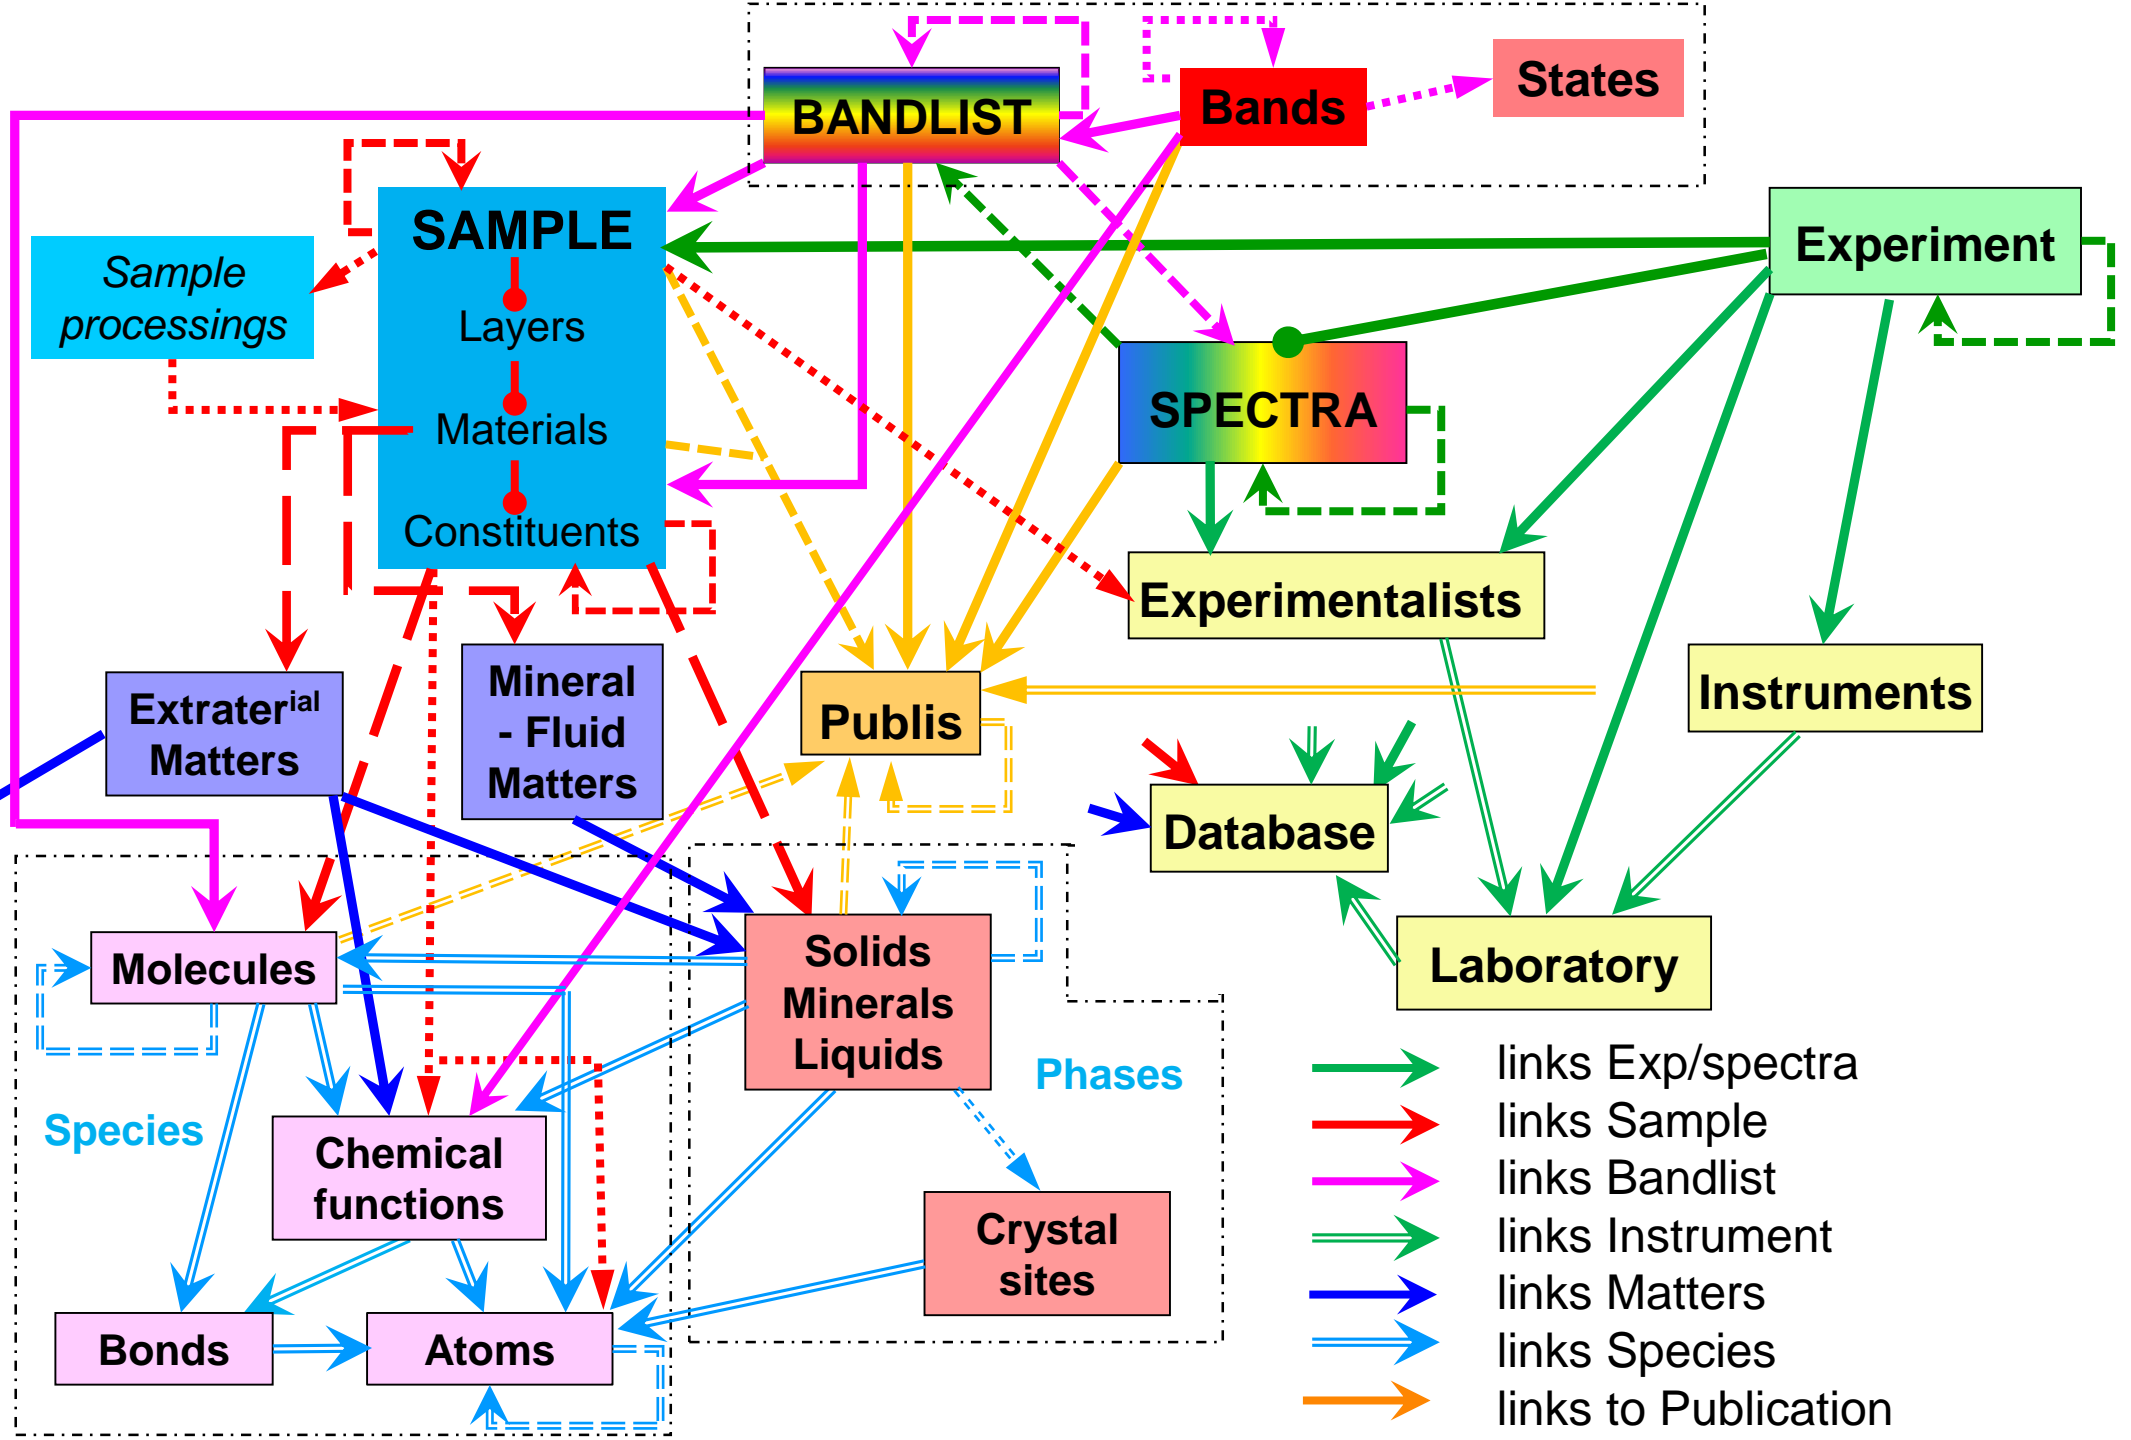 States
Bands
BANDLIST
SAMPLE
Experiment
Sample
processings
Layers
SPECTRA
Materials
Constituents
Experimentalists
Mineral
- Fluid
Matters
Extraterial
Matters
Publis
Instruments
Database
Solids
Minerals
Liquids
Molecules
Laboratory
Phases
Species
Chemical
functions
Crystal
sites
Bonds
Atoms
links Exp/spectra
links Sample
links Bandlist
links Instrument
links Matters
links Species
links to Publication